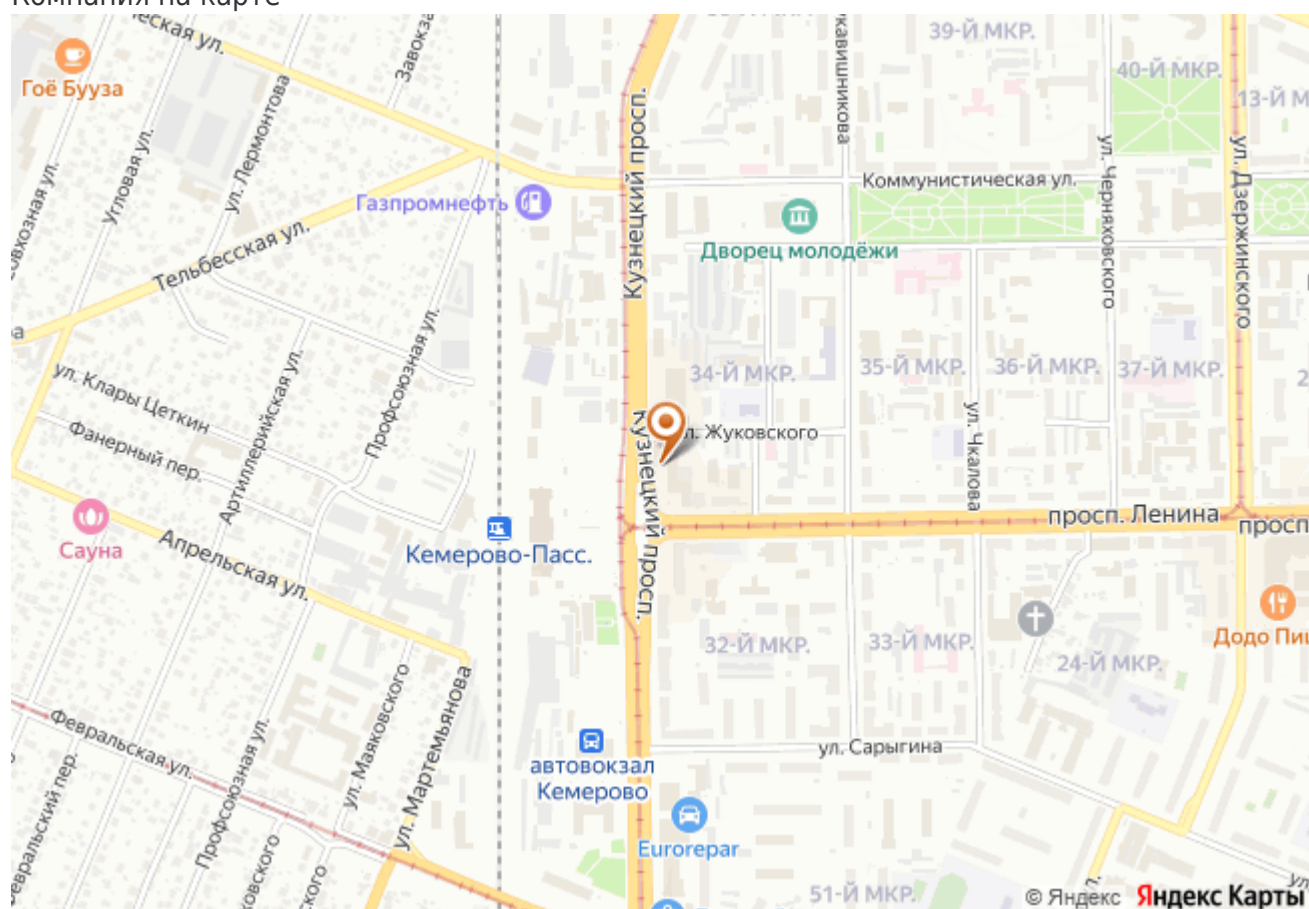 Компания на карте
39-Й МКР.
Гоё Бууза
Завокз
40-Й МКР.
13-Й М
ул. Лермонтова
Угловая ул.
Кузнецкий просп.
ул. Черняховского
ул. Дзержинского
Коммунистическая ул.
Газпромнефть
Дворец молодёжи
Тельбесская ул.
Профсоюзная ул.
34-Й МКР.
35-Й МКР.
36-Й МКР.
37-Й МКР.
ул. Клары Цеткин
Артиллерийская ул.
Фанерный пер.
Кузнецкий просп.
л. Жуковского
ул. Чкалова
просп. Ленина
просп
Сауна
Апрельская ул.
Кемерово-Пасс.
32-Й МКР.
33-Й МКР.
24-Й МКР.
Додо Пи
Февральская ул.
ул. Маяковского
ул. Мартемьянова
Профсоюзная ул.
автовокзал
Кемерово
ул. Сарыгина
Eurorepar
51-Й МКР.
© Яндекс Яндекс Карты